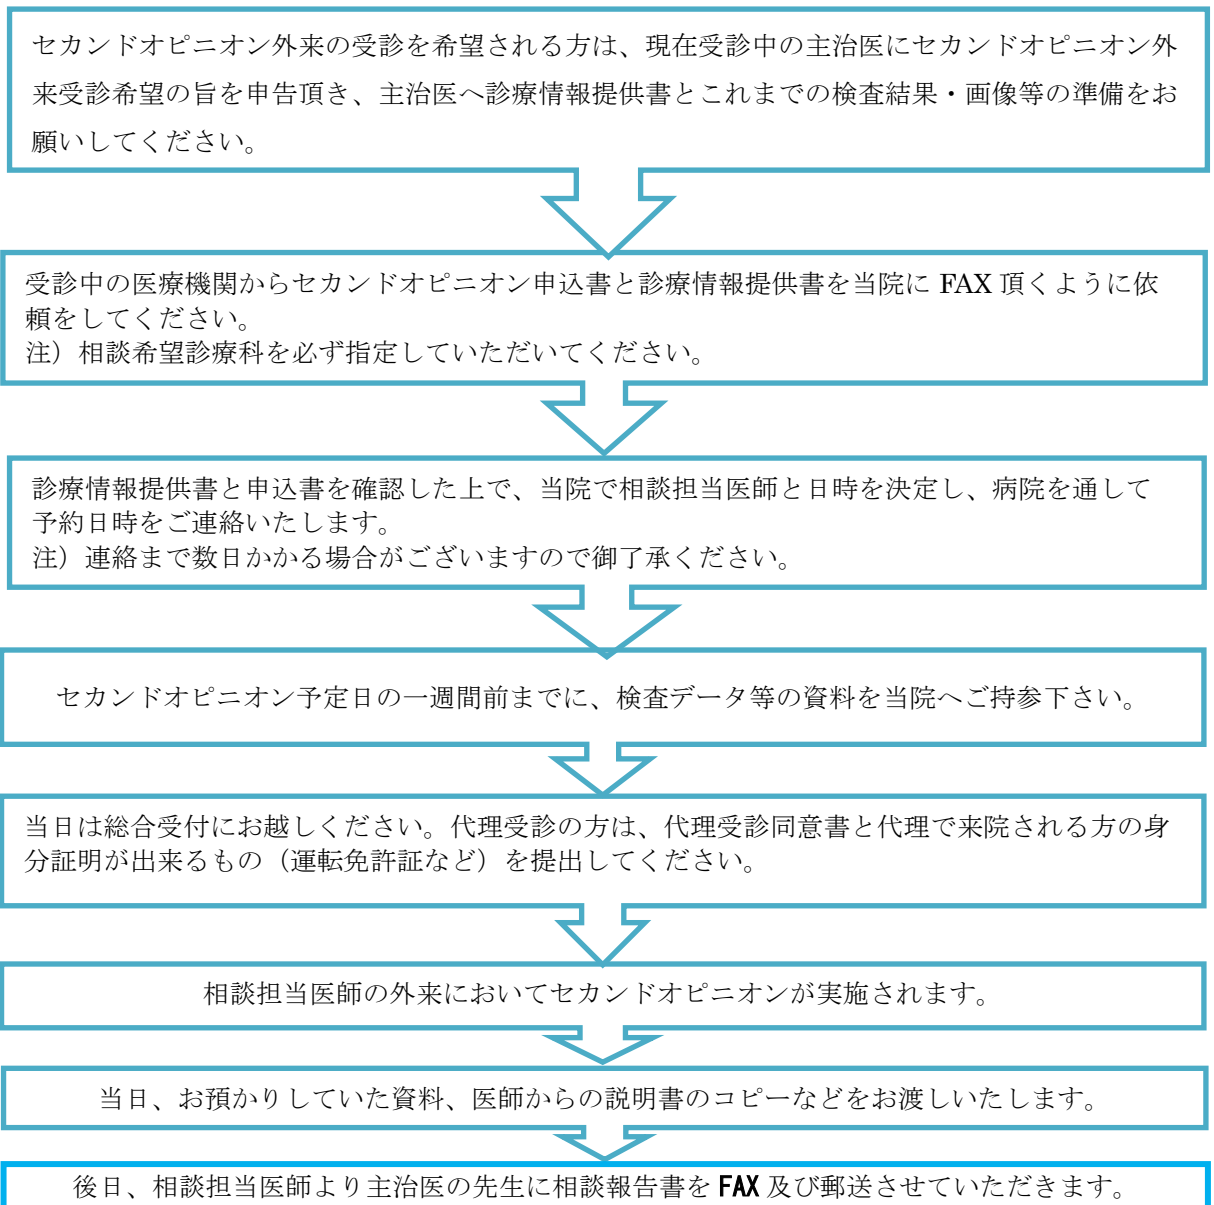 セカンドオピニオン外来の受診を希望される方は、現在受診中の主治医にセカンドオピニオン外
来受診希望の旨を申告頂き、主治医へ診療情報提供書とこれまでの検査結果・画像等の準備をお
願いしてください。
受診中の医療機関からセカンドオピニオン申込書と診療情報提供書を当院に FAX 頂くように依
頼をしてください。
注）相談希望診療科を必ず指定していただいてください。
診療情報提供書と申込書を確認した上で、当院で相談担当医師と日時を決定し、病院を通して
予約日時をご連絡いたします。
注）連絡まで数日かかる場合がございますので御了承ください。
セカンドオピニオン予定日の一週間前までに、検査データ等の資料を当院へご持参下さい。
当日は総合受付にお越しください。代理受診の方は、代理受診同意書と代理で来院される方の身
分証明が出来るもの（運転免許証など）を提出してください。
相談担当医師の外来においてセカンドオピニオンが実施されます。
当日、お預かりしていた資料、医師からの説明書のコピーなどをお渡しいたします。
後日、相談担当医師より主治医の先生に相談報告書を FAX 及び郵送させていただきます。